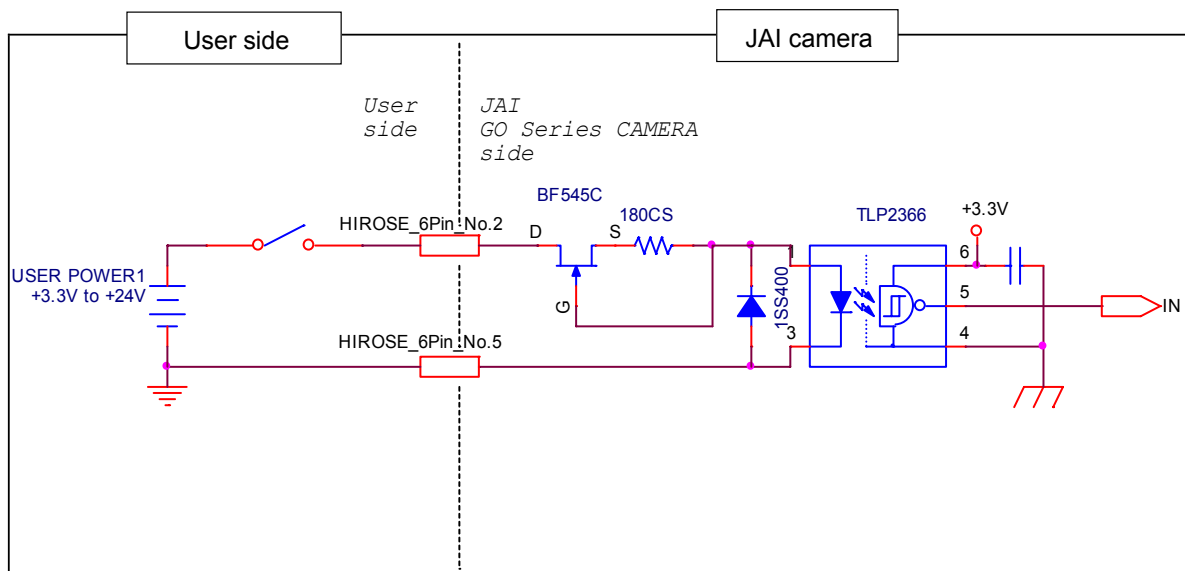 User side
JAI camera
User
side
JAI
GO Series CAMERA
side
BF545C
HIROSE_6Pin_No.2
D
S
180CS
TLP2366
+3.3V
1
6
USER POWER1
+3.3V to +24V
G
1SS400
5
IN
3
4
HIROSE_6Pin_No.5